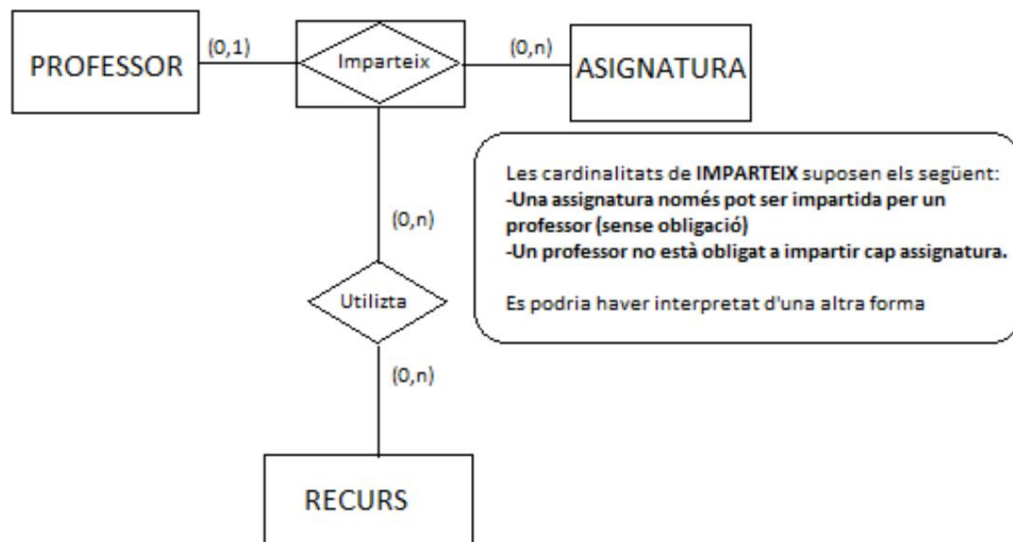 PROFESSOR
(0,1)
Imparteix
(0,n)
ASIGNATURA
Les cardinalitats de IMPARTEIX suposen els següent:
-Una assignatura només pot ser impartida per un
professor (sense obligació)
-Un professor no està obligat a impartir cap assignatura.
Es podria haver interpretat d'una altra forma
(0,n)
Utilizta
(0,n)
RECURS